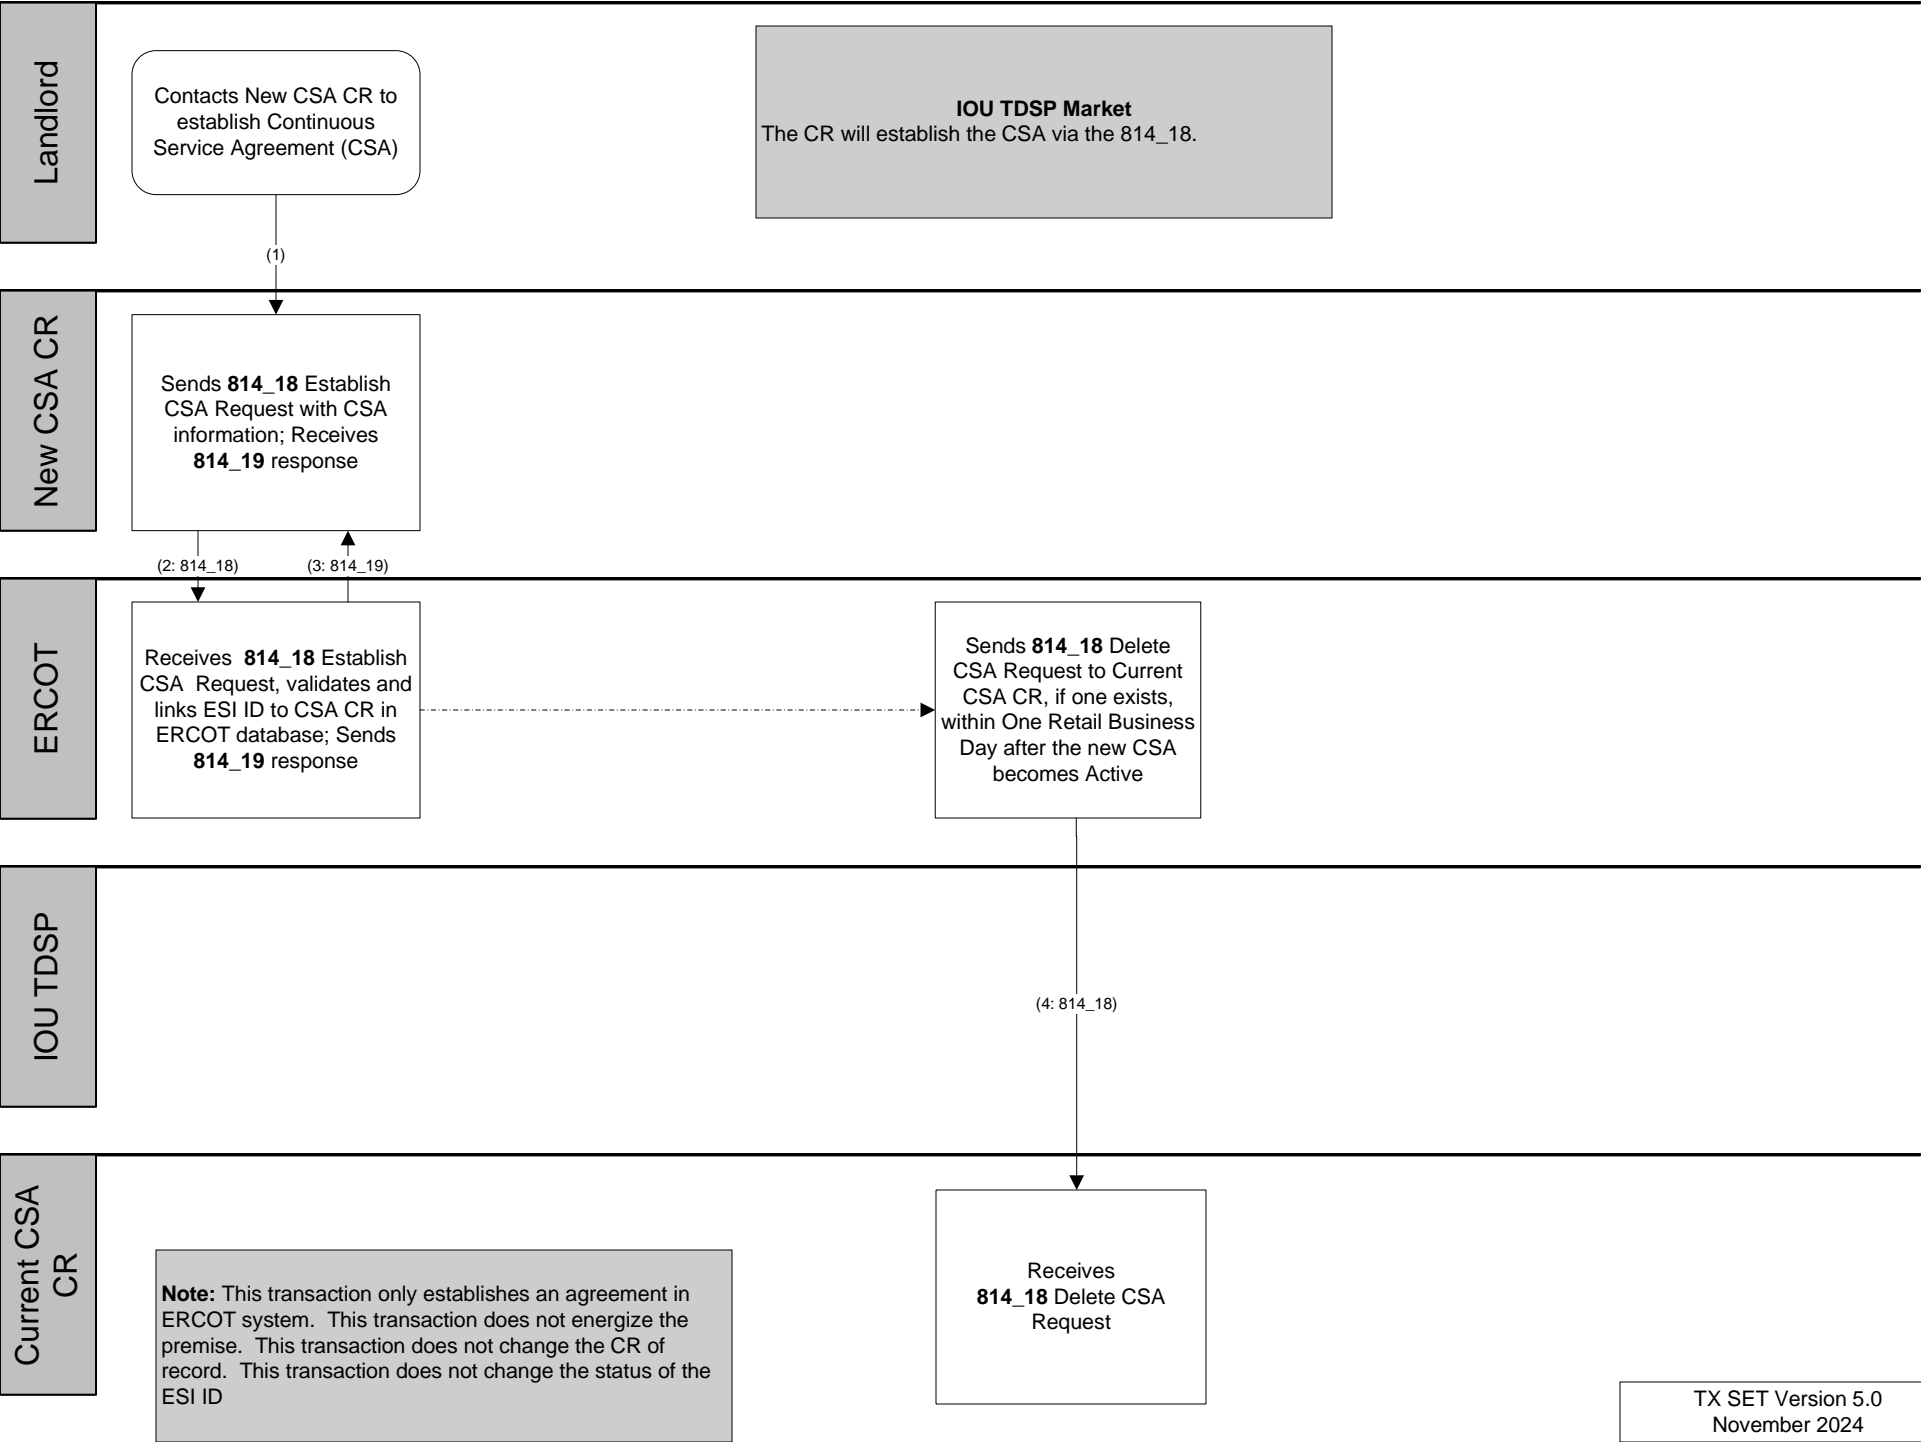 Landlord
Contacts New CSA CR to
establish Continuous
Service Agreement (CSA)
IOU TDSP Market
The CR will establish the CSA via the 814_18.
(1)
New CSA CR
Sends 814_18 Establish
CSA Request with CSA
information; Receives
814_19 response
(2: 814_18)
(3: 814_19)
ERCOT
Receives 814_18 Establish
CSA Request, validates and
links ESI ID to CSA CR in
ERCOT database; Sends
814_19 response
Sends 814_18 Delete
CSA Request to Current
CSA CR, if one exists,
within One Retail Business
Day after the new CSA
becomes Active
IOU TDSP
(4: 814_18)
Current CSA
CR
Note: This transaction only establishes an agreement in
ERCOT system. This transaction does not energize the
premise. This transaction does not change the CR of
record. This transaction does not change the status of the
ESI ID
Receives
814_18 Delete CSA
Request
TX SET Version 5.0
November 2024